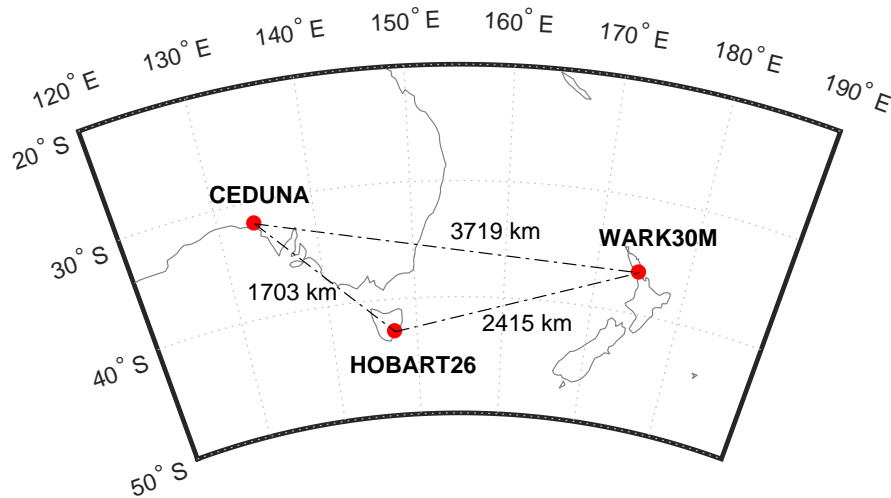 120° E
130° E
140° E
150° E
160° E
170° E
180° E
190° E
20° S
30° S
40° S
50° S
CEDUNA
3719 km
WARK30M
1703 km
2415 km
HOBART26